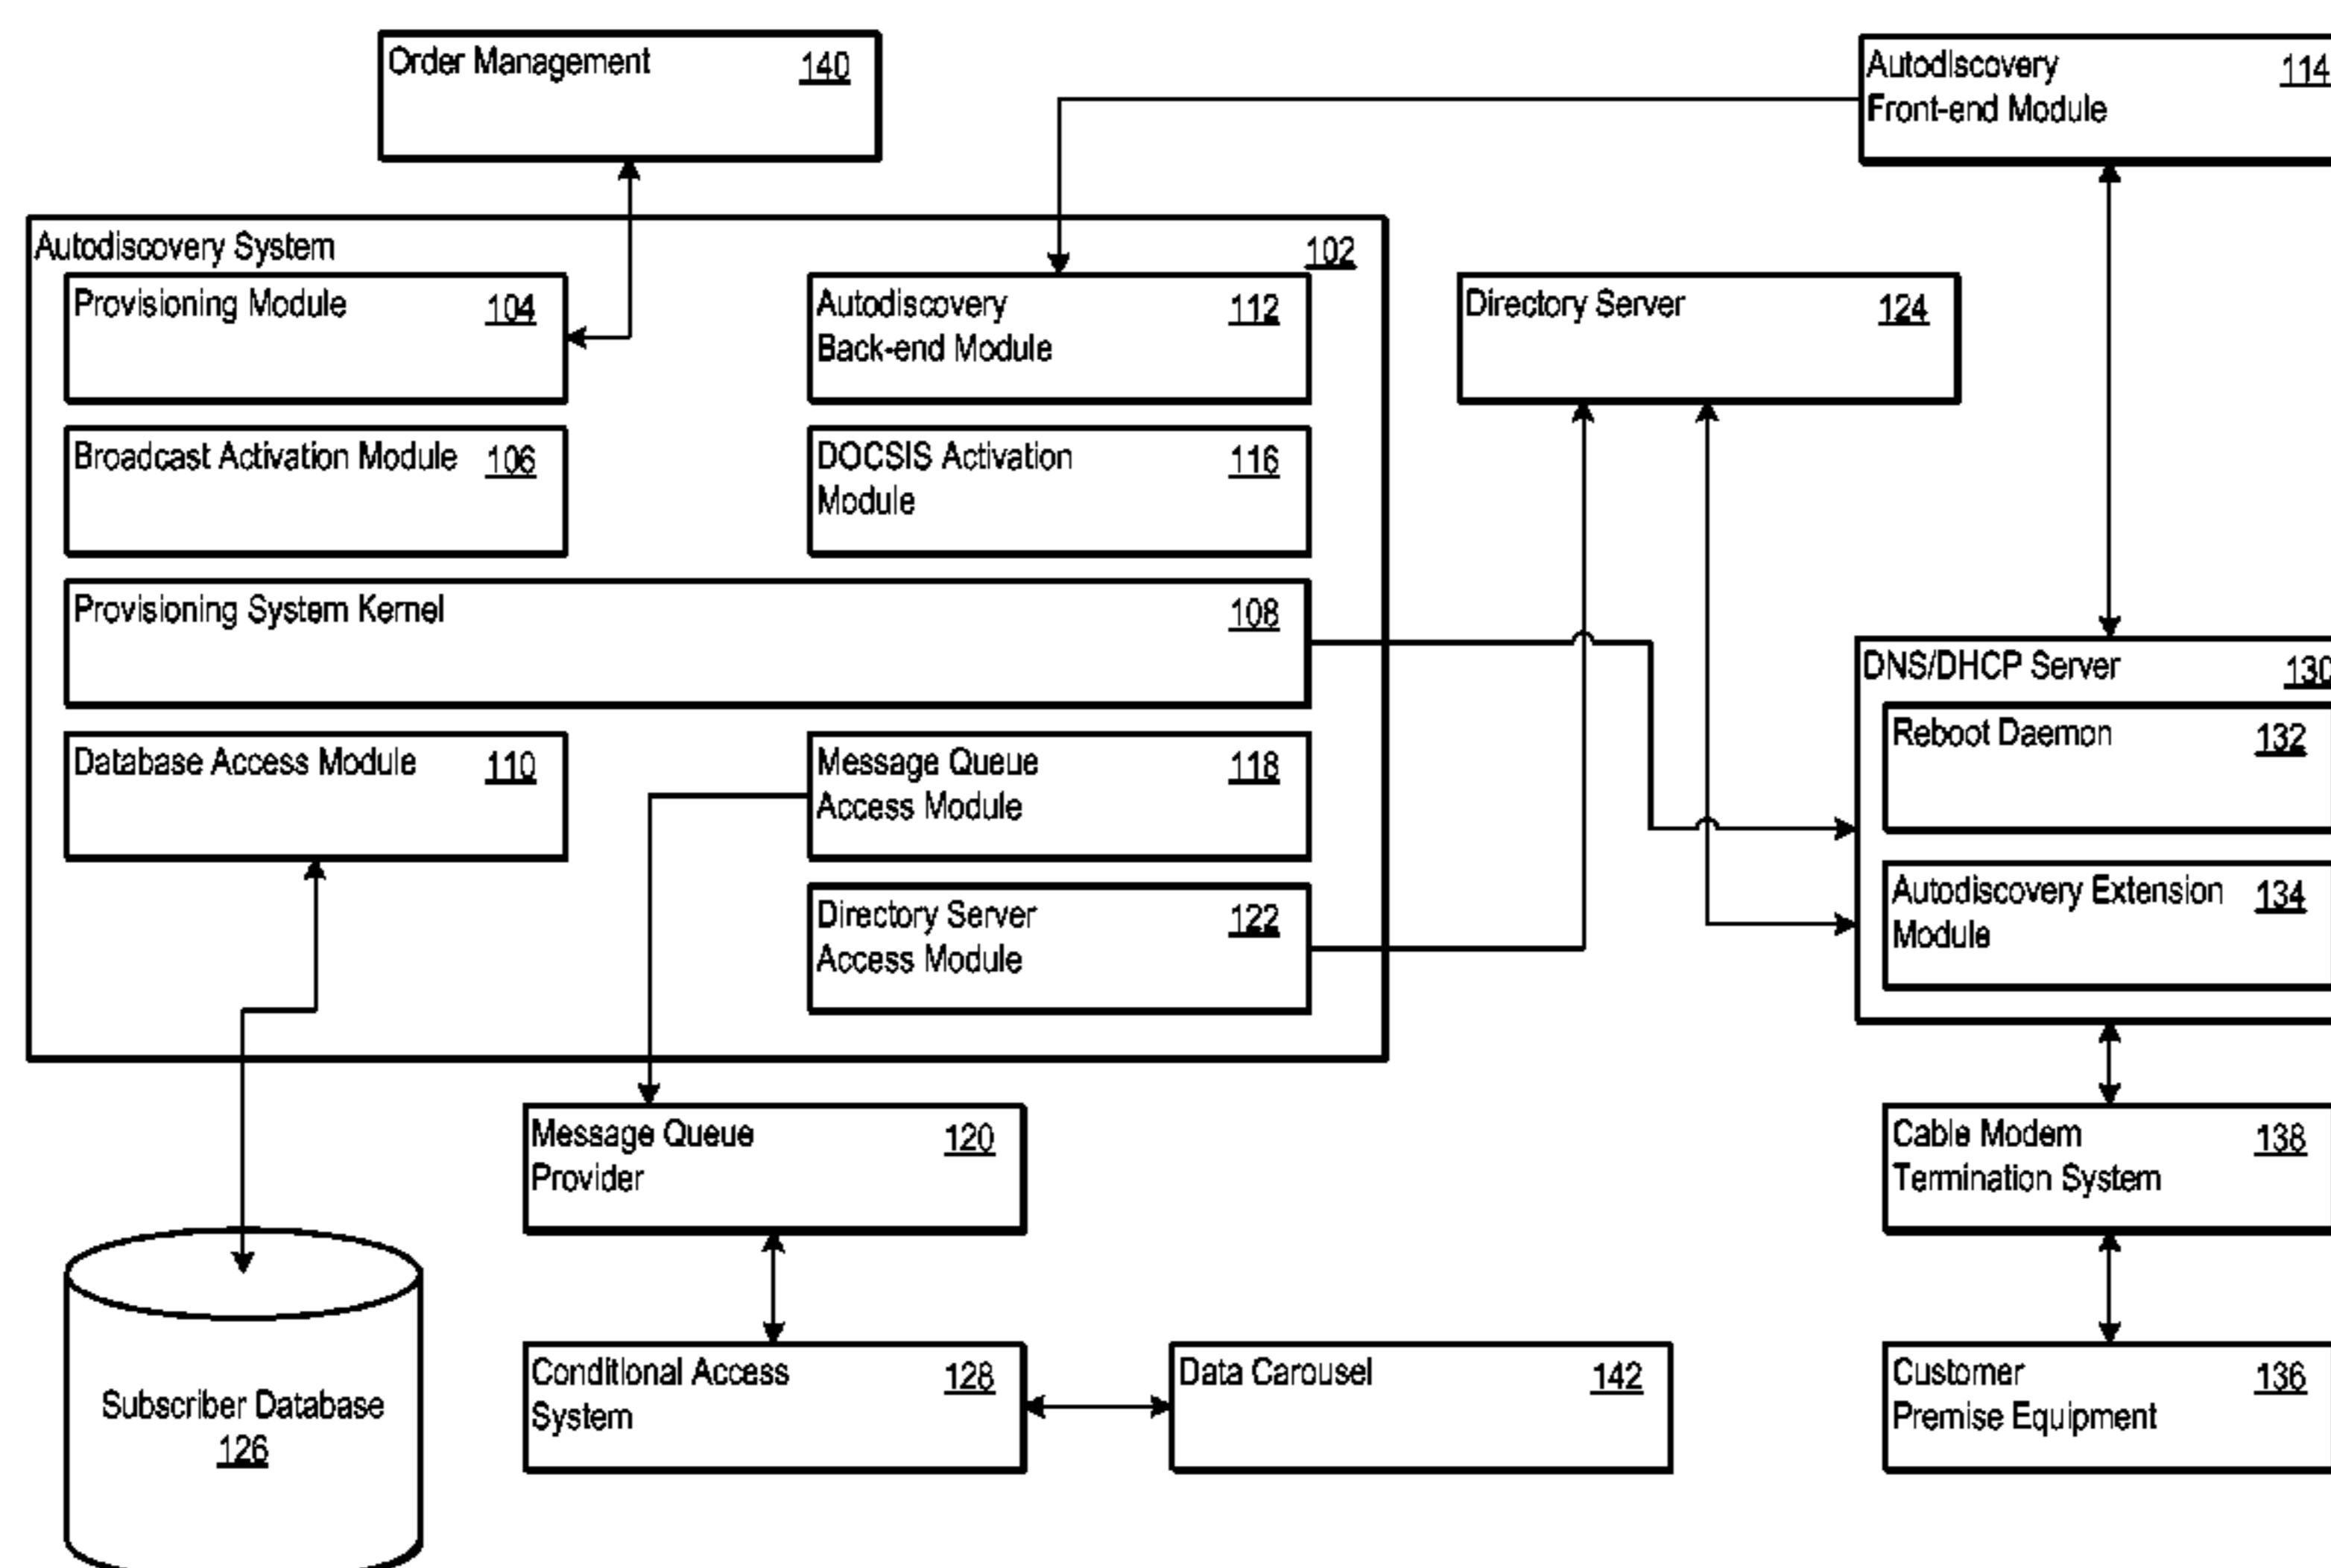 Order Management 140
Autodiscovery 114
Front-end Module
Autodiscovery System 102
Provisioning Module 104
Autodiscovery 112
Back-end Module
Directory Server 124
Broadcast Activation Module 106
DOCSIS Activation 116
Module
Provisioning System Kernel 108
DNS/DHCP Server 130
Reboot Daemon 132
Database Access Module 110
Message Queue 118
Access Module
Autodiscovery Extension 134
Module
Directory Server 122
Access Module
Message Queue 120
Provider
Cable Modem 138
Termination System
Conditional Access 128
System
Data Carousel 142
Customer 136
Premise Equipment
Subscriber Database
126